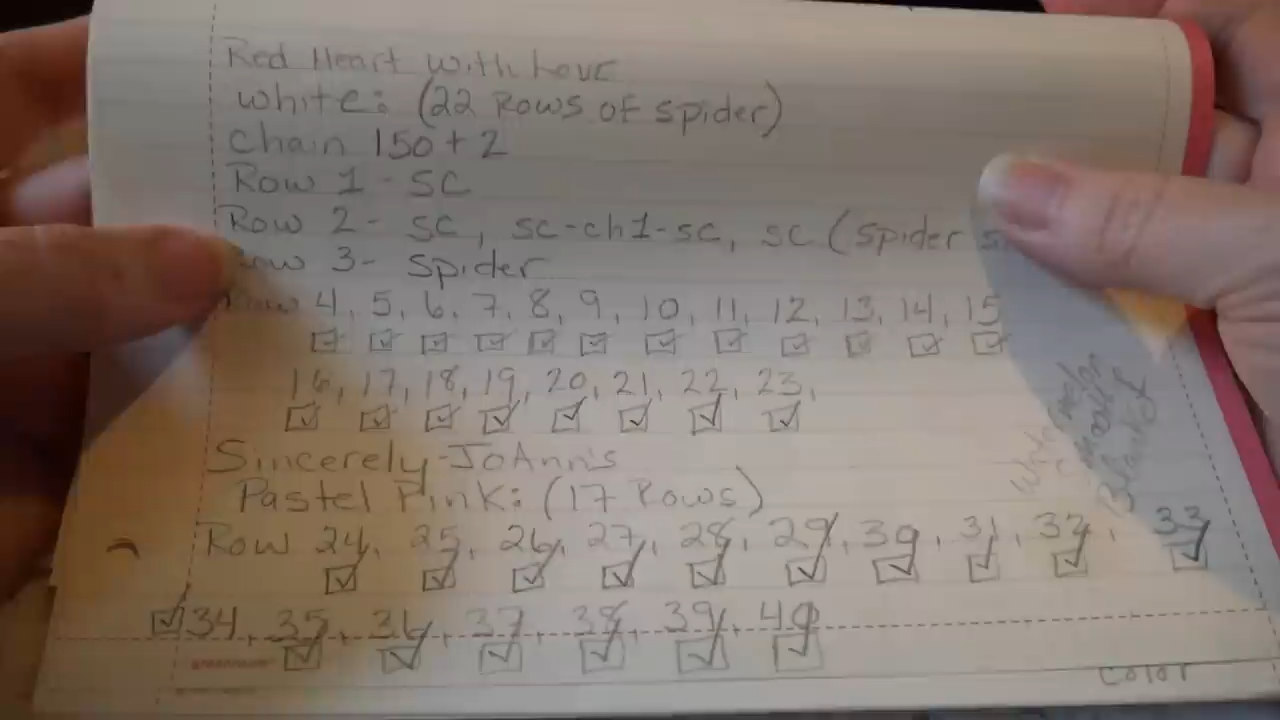 Red Heart With Love
White: (22 Rows of spider)
Chain 150 + 2
Row 1 - SC
Row 2- SC, sc-ch1-sc, sc (spider
Row 3- Spider
Row 4, 5, 6, 7, 8, 9, 10, 11, 12, 13, 14, 15
16, 17, 18, 19, 20, 21, 22, 23,
Sincerely-JoAnn's
Pastel Pink: (17 Rows)
Row 24, 25, 26, 27, 28, 29, 30, 31, 32, 33
34, 35, 36, 37, 38, 39, 40
Color
Blanket